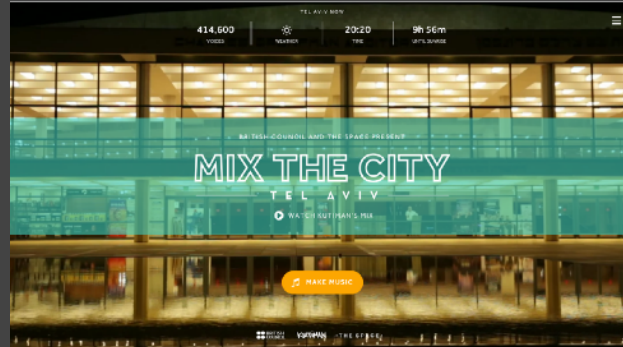 TEL AVIV NOW
414,600
20:20
9h 56m
VOICES
WEATHER
TIME
UNTIL SUNRISE
BRITISH COUNCIL AND THE SPACE PRESENT
MIX THE CITY
TEL AVIV
WATCH KUTIMAN'S MIX
MAKE MUSIC
BRITISH COUNCIL
THE SPACE